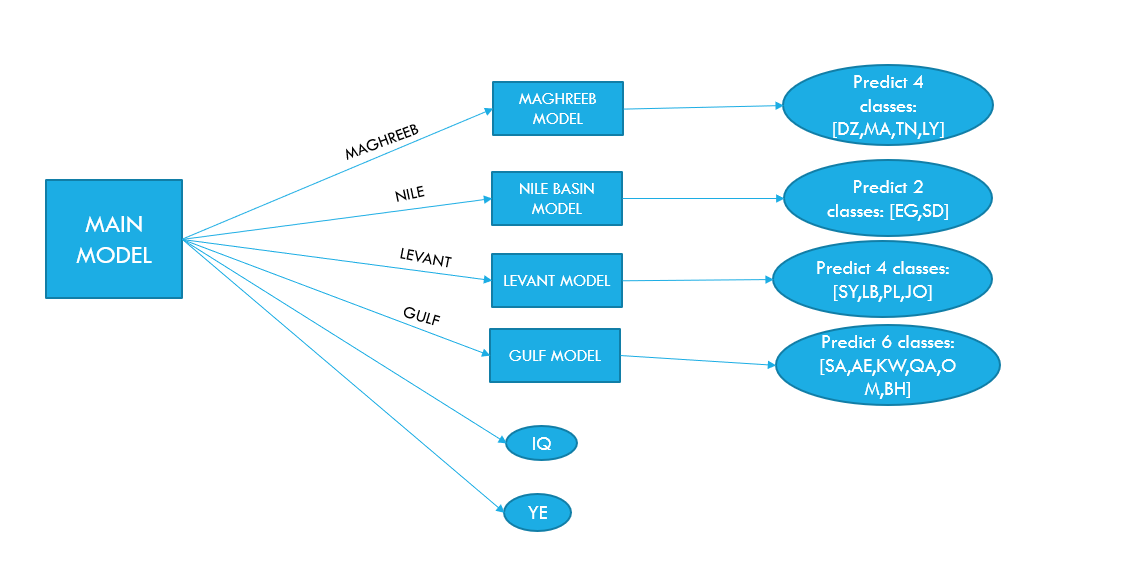 MAIN
MODEL
MAGHREEB
MAGHREEB
MODEL
Predict 4
classes:
[DZ,MA,TN,LY]
NILE
NILE BASIN
MODEL
Predict 2
classes: [EG,SD]
LEVANT
LEVANT MODEL
Predict 4 classes:
[SY,LB,PL,JO]
GULF
GULF MODEL
Predict 6 classes:
[SA,AE,KW,QA,O
M,BH]
IQ
YE